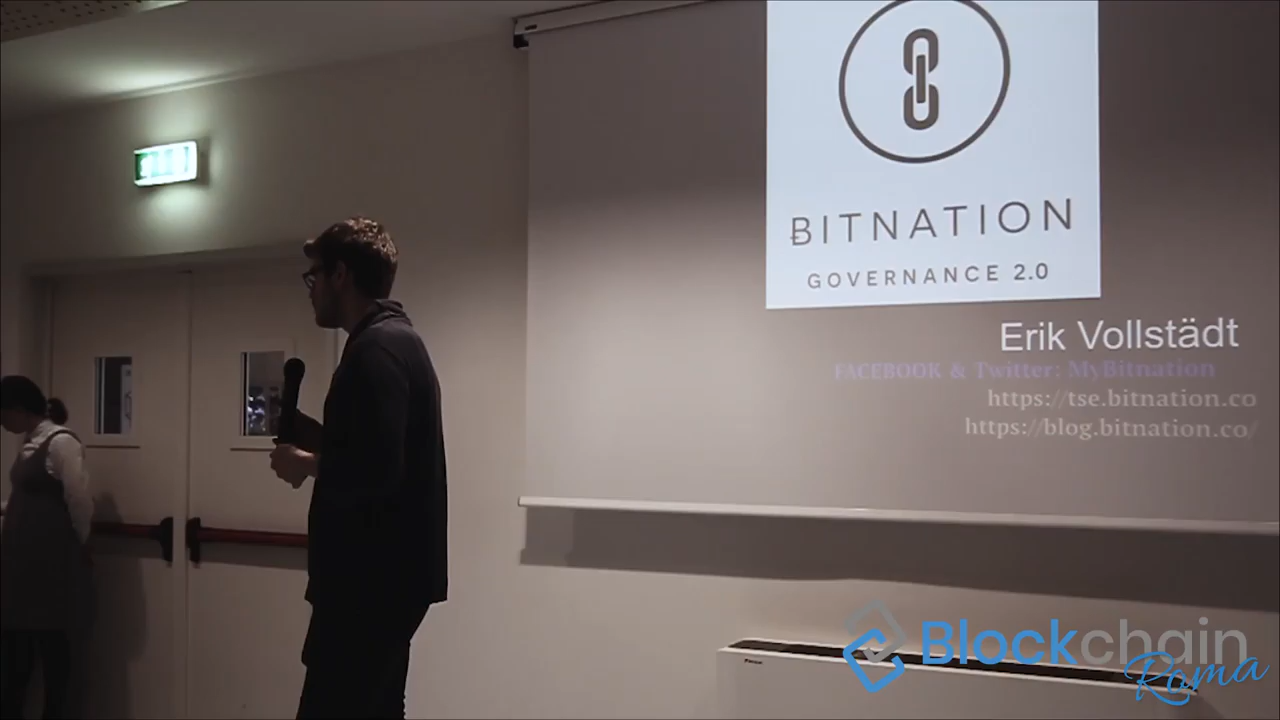 BITNATION
GOVERNANCE 2.0
Erik Vollstädt
FACEBOOK & Twitter: MyBitnation
https://tse.bitnation.co
https://blog.bitnation.co/
Blockchain
Roma